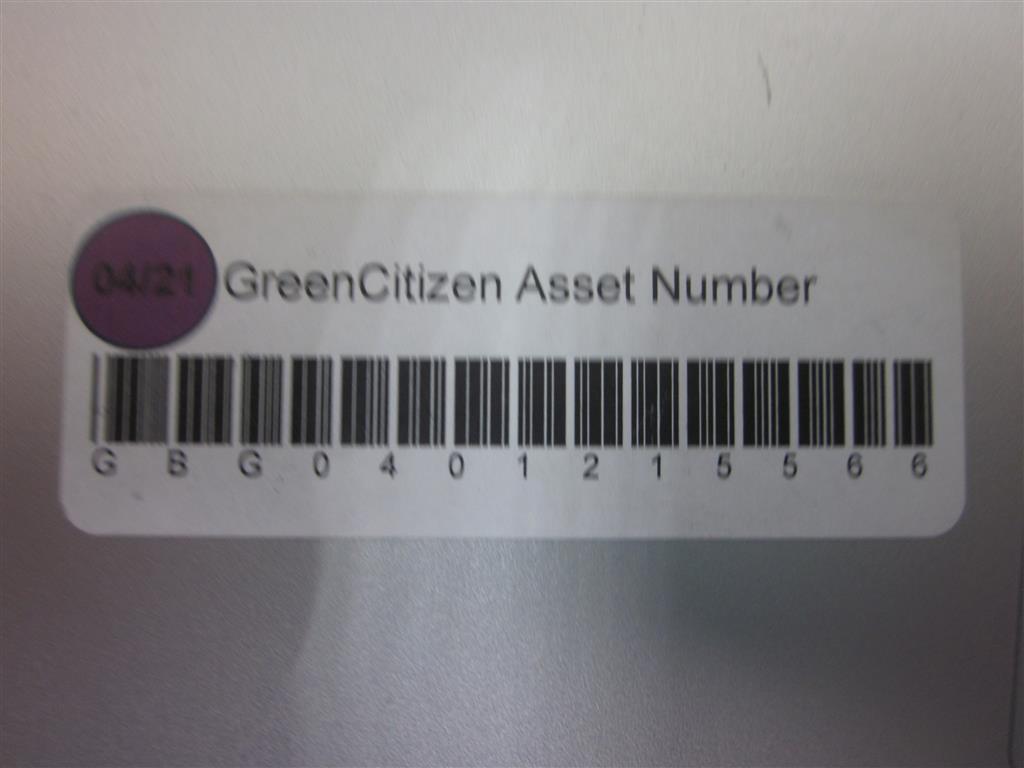 04/21 GreenCitizen Asset Number
G B G 0 4 0 1 2 1 5 5 6 6